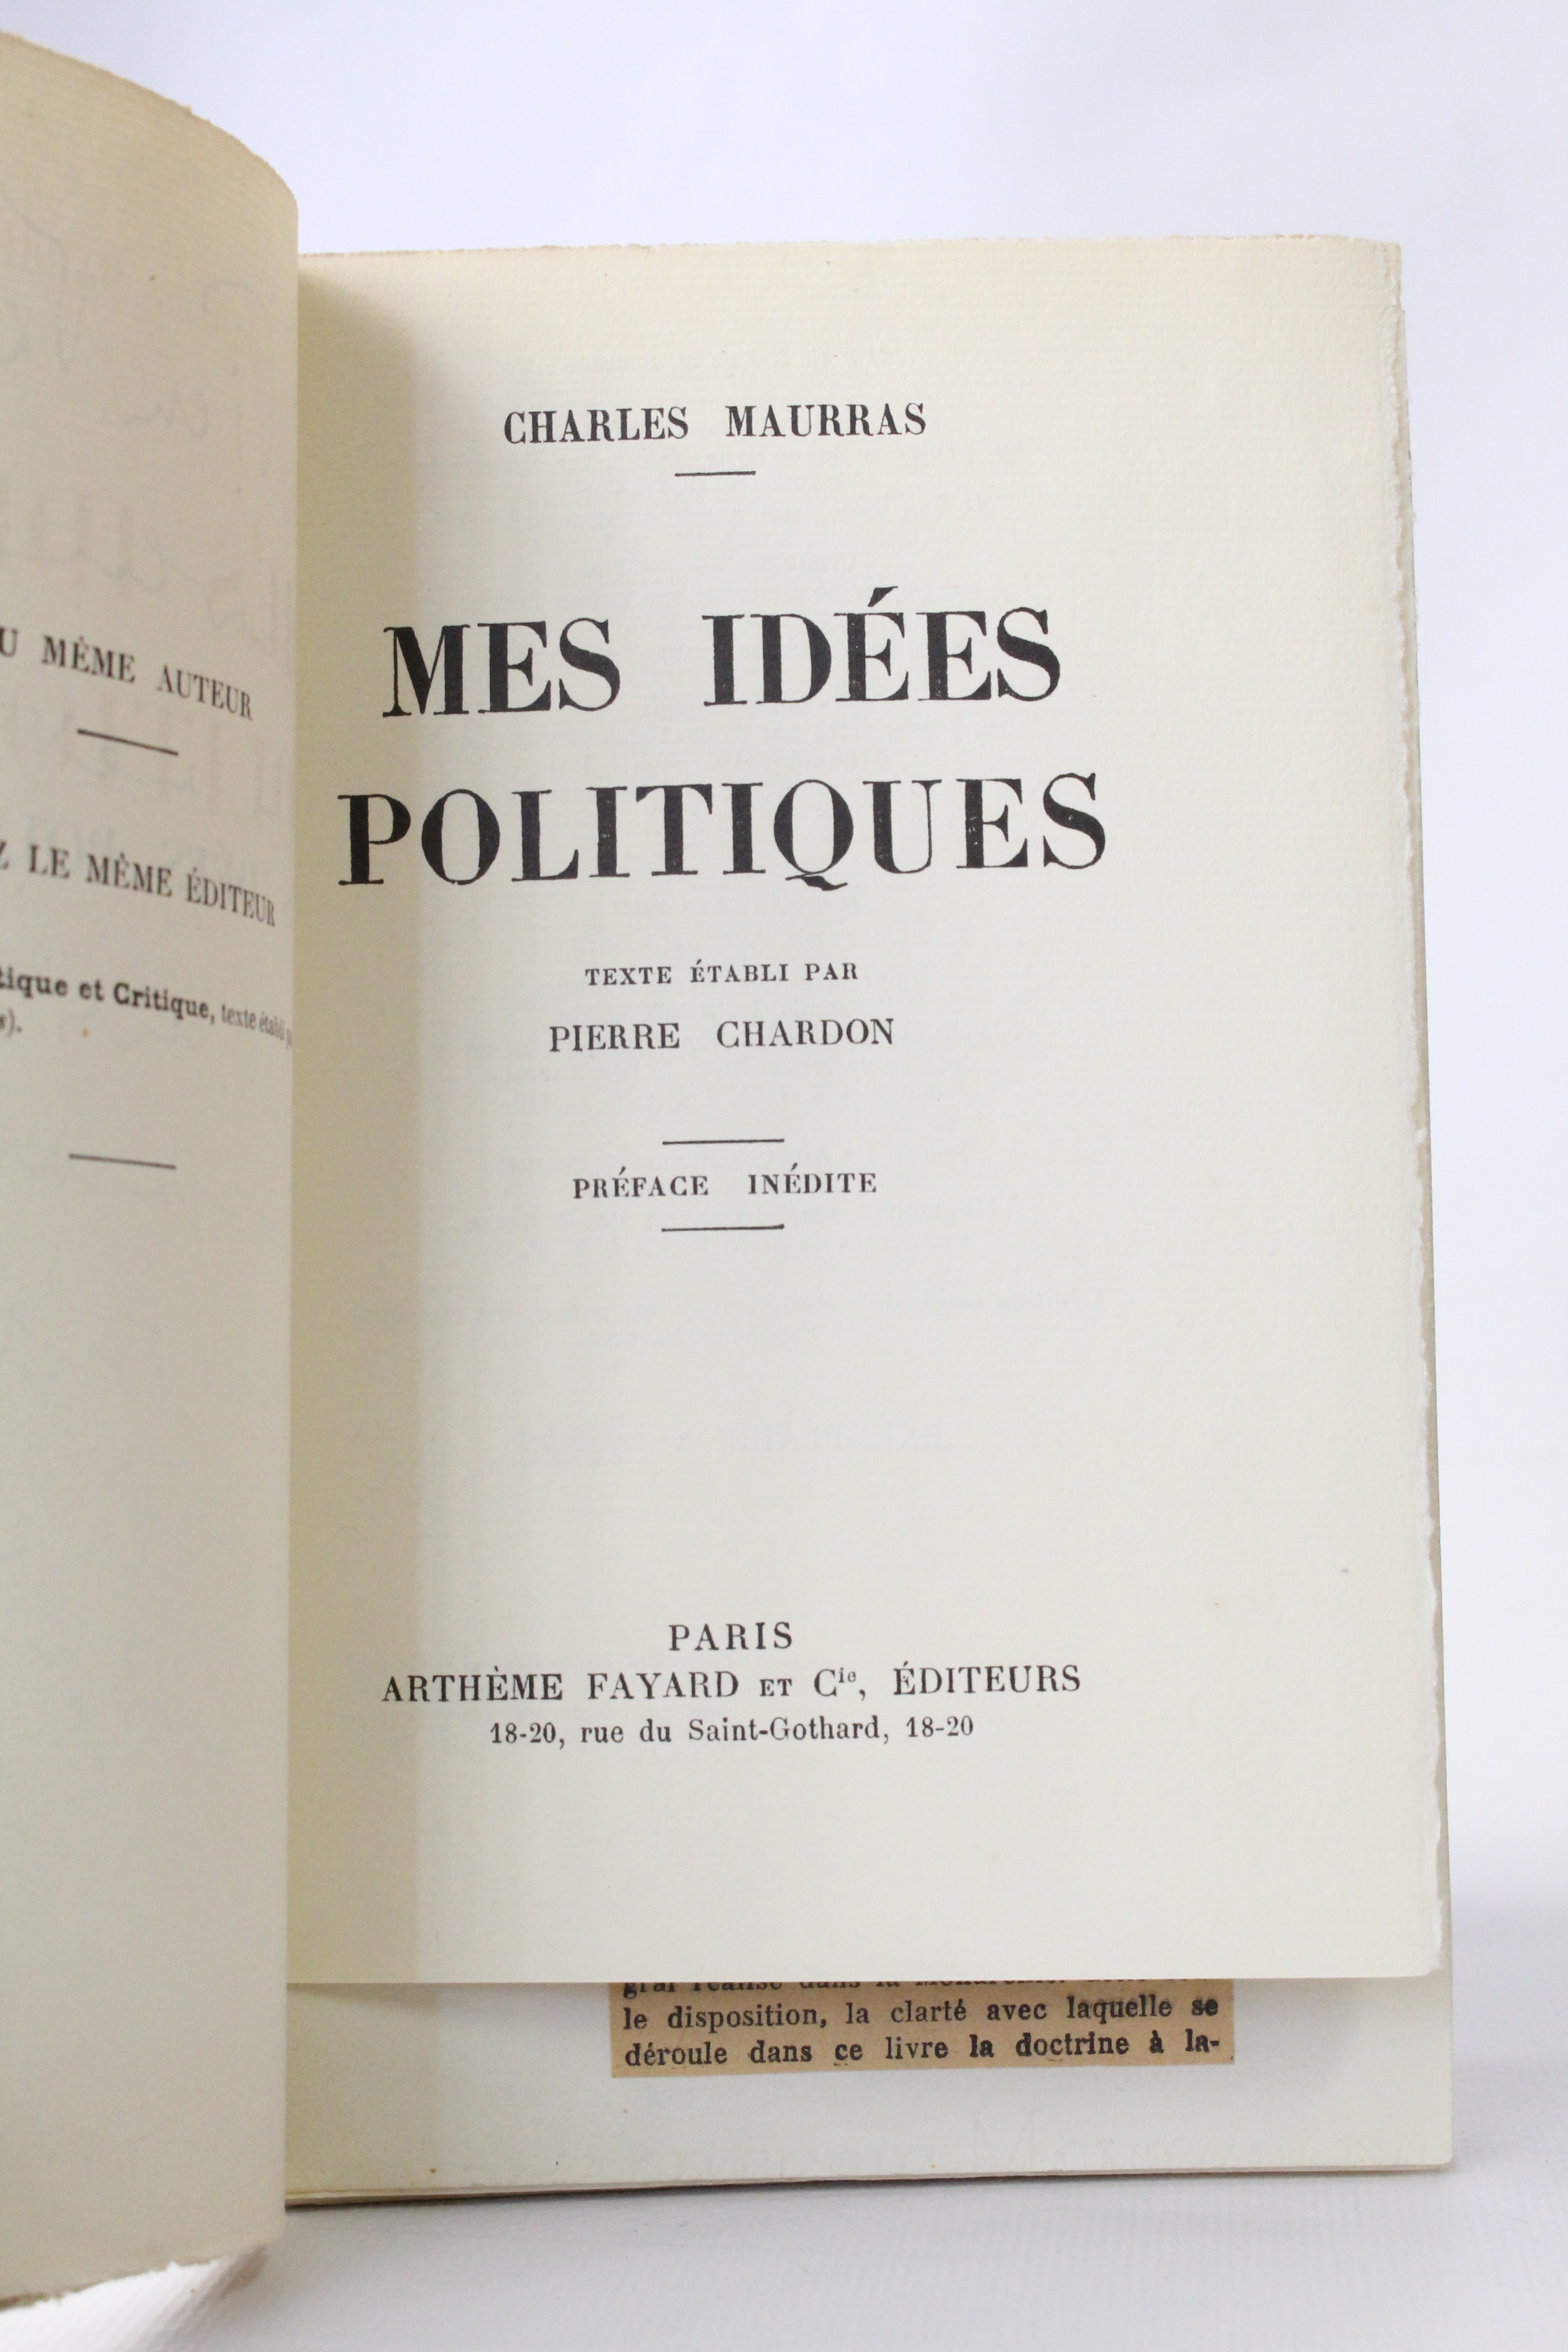 MÊME AUTEUR
LE MÊME ÉDITEUR
et Critique, texte
CHARLES MAURRAS
MES IDÉES
POLITIQUES
TEXTE ÉTABLI PAR
PIERRE CHARDON
PRÉFACE INÉDITE
PARIS
ARTHÈME FAYARD ET Cie, ÉDITEURS
18-20, rue du Saint-Gothard, 18-20
le disposition, la clarté avec laquelle se
déroule dans ce livre la doctrine à la-